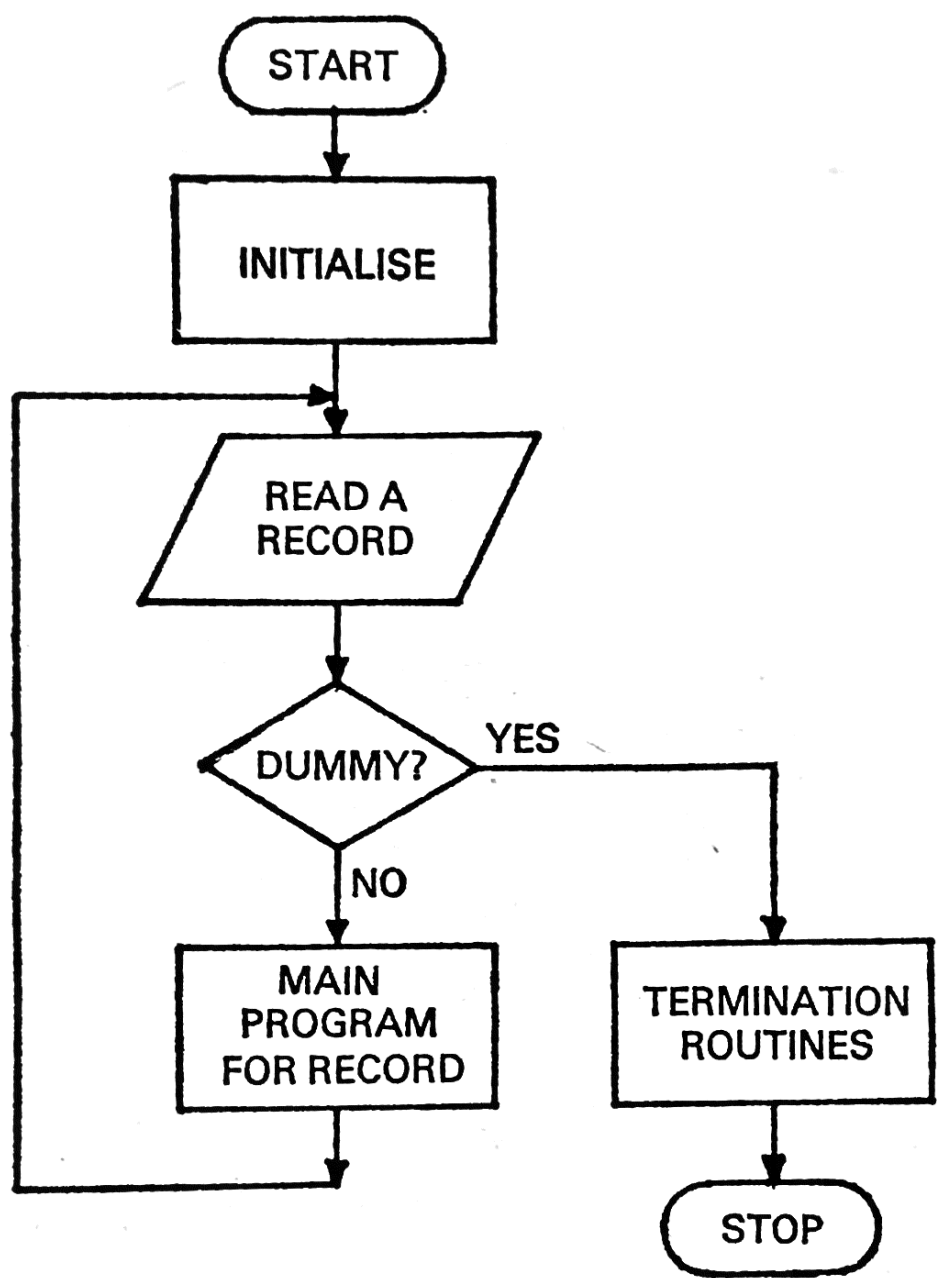 START
INITIALISE
READ A
RECORD
DUMMY?
YES
NO
MAIN
PROGRAM
FOR RECORD
TERMINATION
ROUTINES
STOP